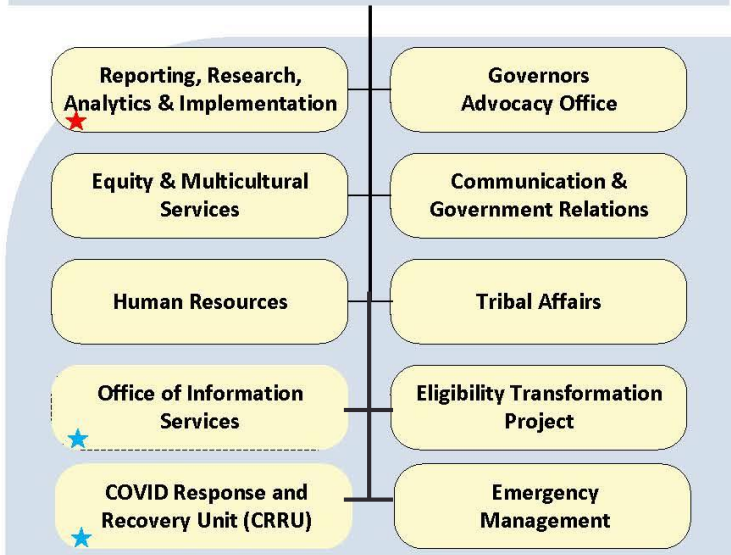 Reporting, Research,
Analytics & Implementation
Governors
Advocacy Office
Equity & Multicultural
Services
Communication &
Government Relations
Human Resources
Tribal Affairs
Office of Information
Services
Eligibility Transformation
Project
COVID Response and
Recovery Unit (CRRU)
Emergency
Management